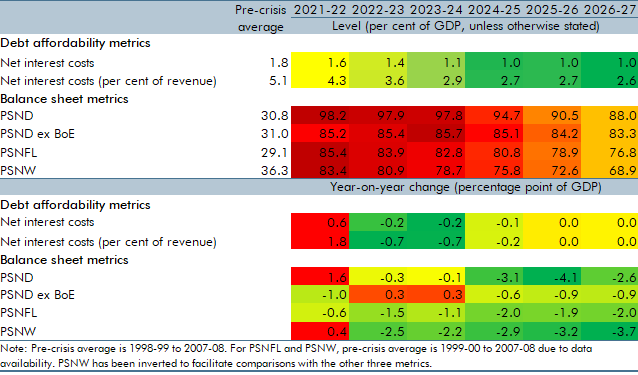 Pre-crisis average 2021-22 2022-23 2023-24 2024-25 2025-26 2026-27
Level (per cent of GDP, unless otherwise stated)
Debt affordability metrics
Net interest costs 1.8 1.6 1.4 1.1 1.0 1.0 1.0
Net interest costs (per cent of revenue) 5.1 4.3 3.6 2.9 2.7 2.7 2.6
Balance sheet metrics
PSND 30.8 98.2 97.9 97.8 94.7 90.5 88.0
PSND ex BoE 31.0 85.2 85.4 85.7 85.1 84.2 83.3
PSNFL 29.1 85.4 83.9 82.8 80.8 78.9 76.8
PSNW 36.3 83.4 80.9 78.7 75.8 72.6 68.9
Year-on-year change (percentage point of GDP)
Debt affordability metrics
Net interest costs 0.6 -0.2 -0.2 -0.1 0.0 0.0
Net interest costs (per cent of revenue) 1.8 -0.7 -0.7 -0.2 0.0 0.0
Balance sheet metrics
PSND 1.6 -0.3 -0.1 -3.1 -4.1 -2.6
PSND ex BoE -1.0 0.3 0.3 -0.6 -0.9 -0.9
PSNFL -0.6 -1.5 -1.1 -2.0 -1.9 -2.0
PSNW 0.4 -2.5 -2.2 -2.9 -3.2 -3.7
Note: Pre-crisis average is 1998-99 to 2007-08. For PSNFL and PSNW, pre-crisis average is 1999-00 to 2007-08 due to data
availability. PSNW has been inverted to facilitate comparisons with the other three metrics.